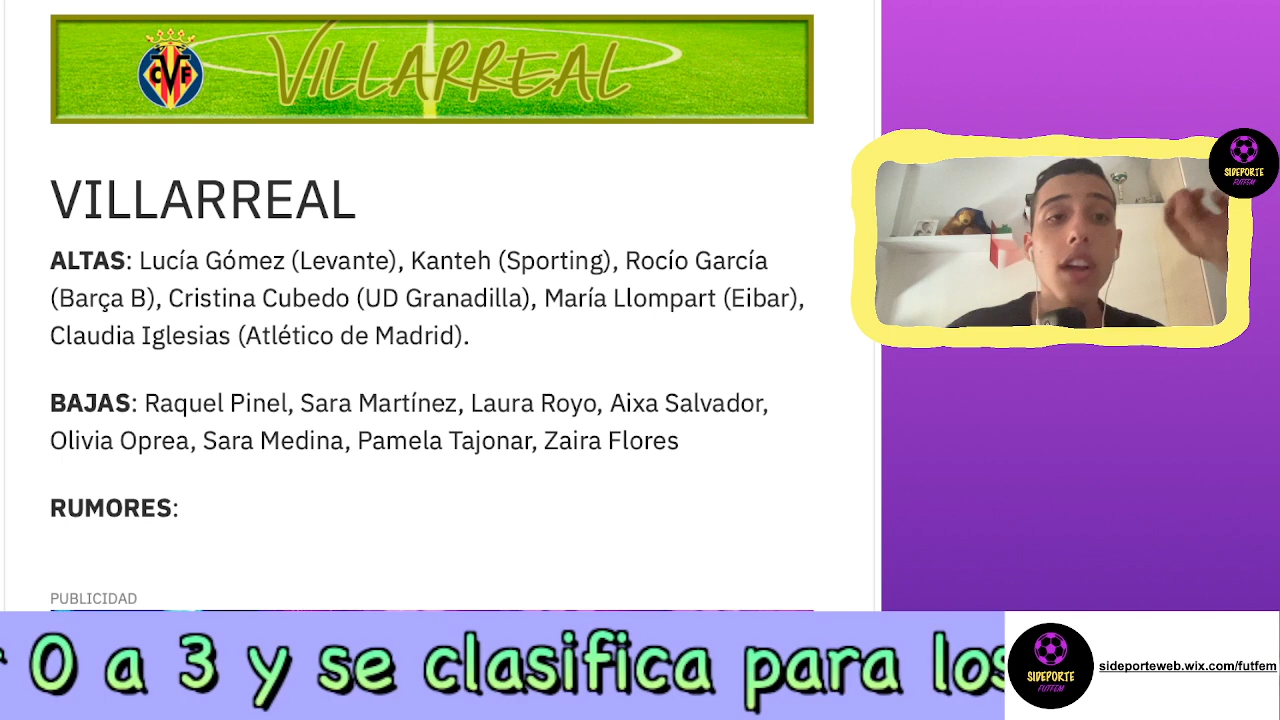 CVF
VILLARREAL
VILLARREAL
ALTAS: Lucía Gómez (Levante), Kanteh (Sporting), Rocío García
(Barça B), Cristina Cubedo (UD Granadilla), María Llompart (Eibar),
Claudia Iglesias (Atlético de Madrid).
BAJAS: Raquel Pinel, Sara Martínez, Laura Royo, Aixa Salvador,
Olivia Oprea, Sara Medina, Pamela Tajonar, Zaira Flores
RUMORES:
PUBLICIDAD
SIDEPORTE
FUTFEM
0 a 3 y se clasifica para los
SIDEPORTE
FUTFEM
sideporteweb.wix.com/futfem